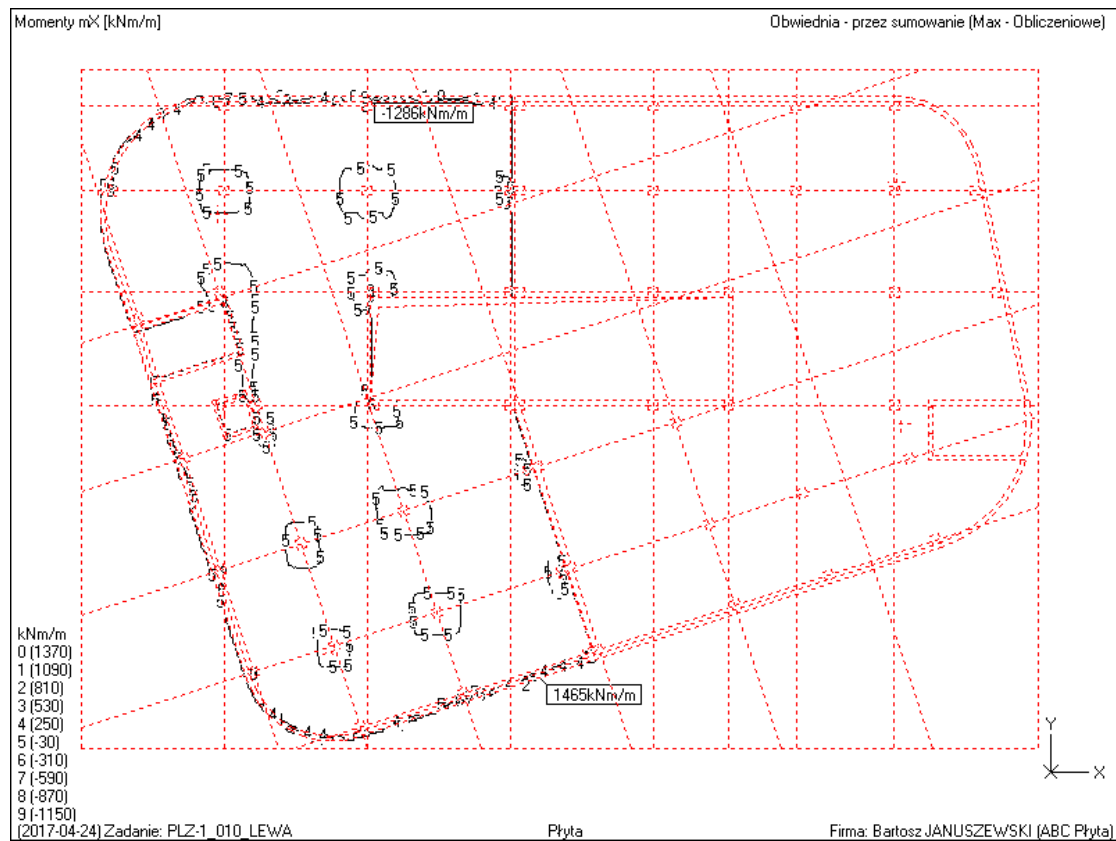 Momenty mX [kNm/m]
Obwiednia - przez sumowanie (Max - Obliczeniowe)
-1286kNm/m
1465kNm/m
kNm/m
0 (1370)
1 (1090)
2 (810)
3 (530)
4 (250)
5 (-30)
6 (-310)
7 (-590)
8 (-870)
9 (-1150)
Y
X
(2017-04-24) Zadanie: PLZ-1_010_LEWA
Płyta
Firma: Bartosz JANUSZEWSKI (ABC Płyta)